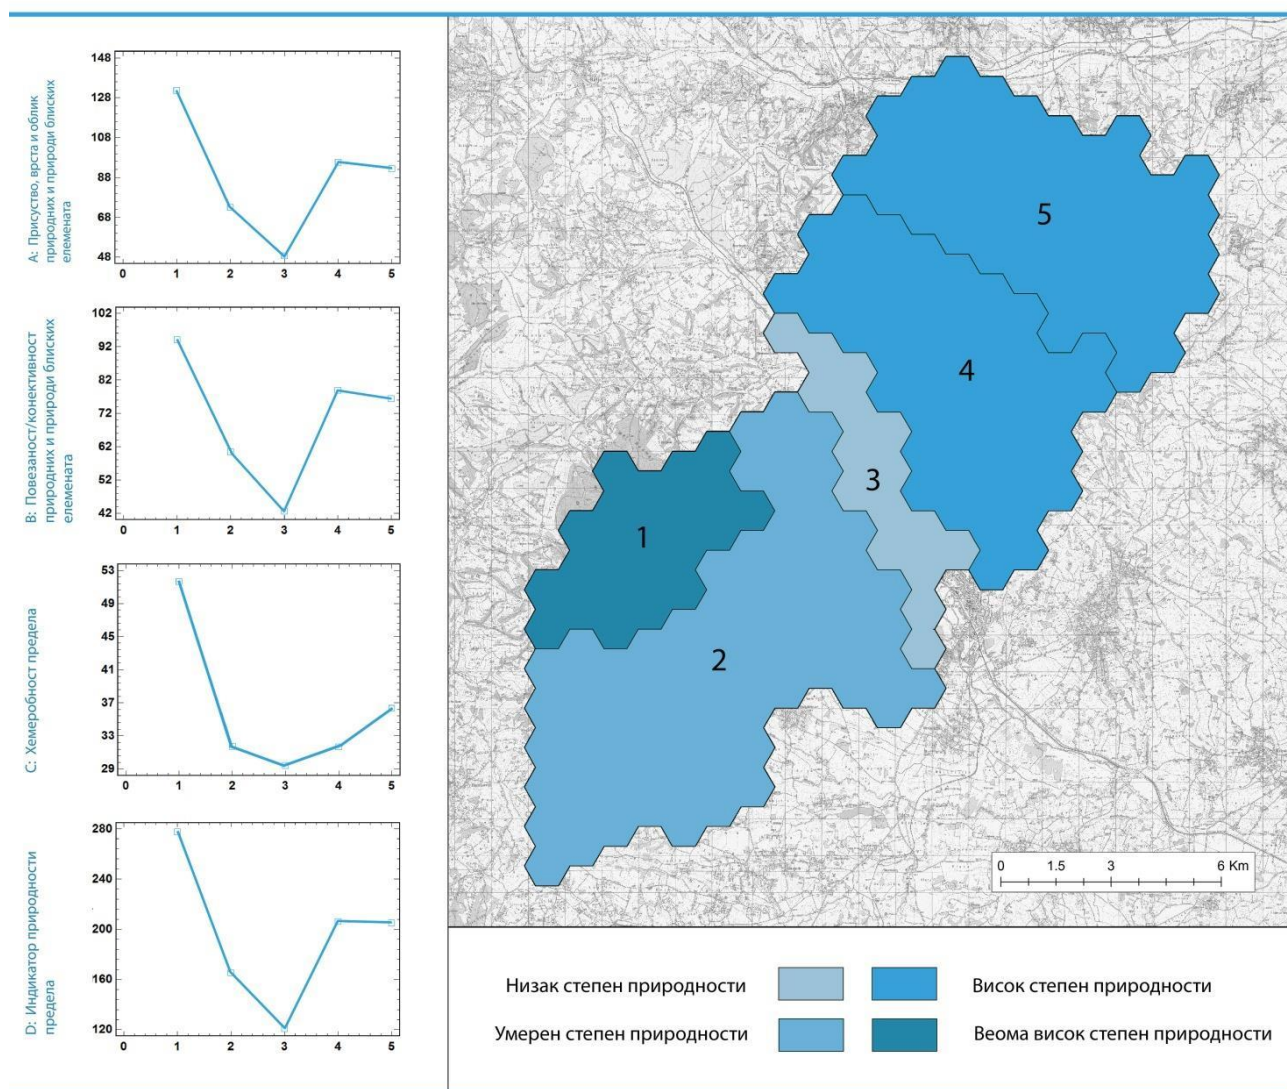 А: Присуство, врста и облик
природних и природи блиских
елемената
148
128
108
88
68
48
0 1 2 3 4 5
В: Повезаност/конективност
природних и природи блиских
елемената
102
92
82
72
62
52
42
0 1 2 3 4 5
С: Хемеробност предела
53
49
45
41
37
33
29
0 1 2 3 4 5
D: Индикатор природности
предела
280
240
200
160
120
0 1 2 3 4 5
5
4
3
1
2
0 1.5 3 6 Km
Низак степен природности
Висок степен природности
Умерен степен природности
Веома висок степен природности